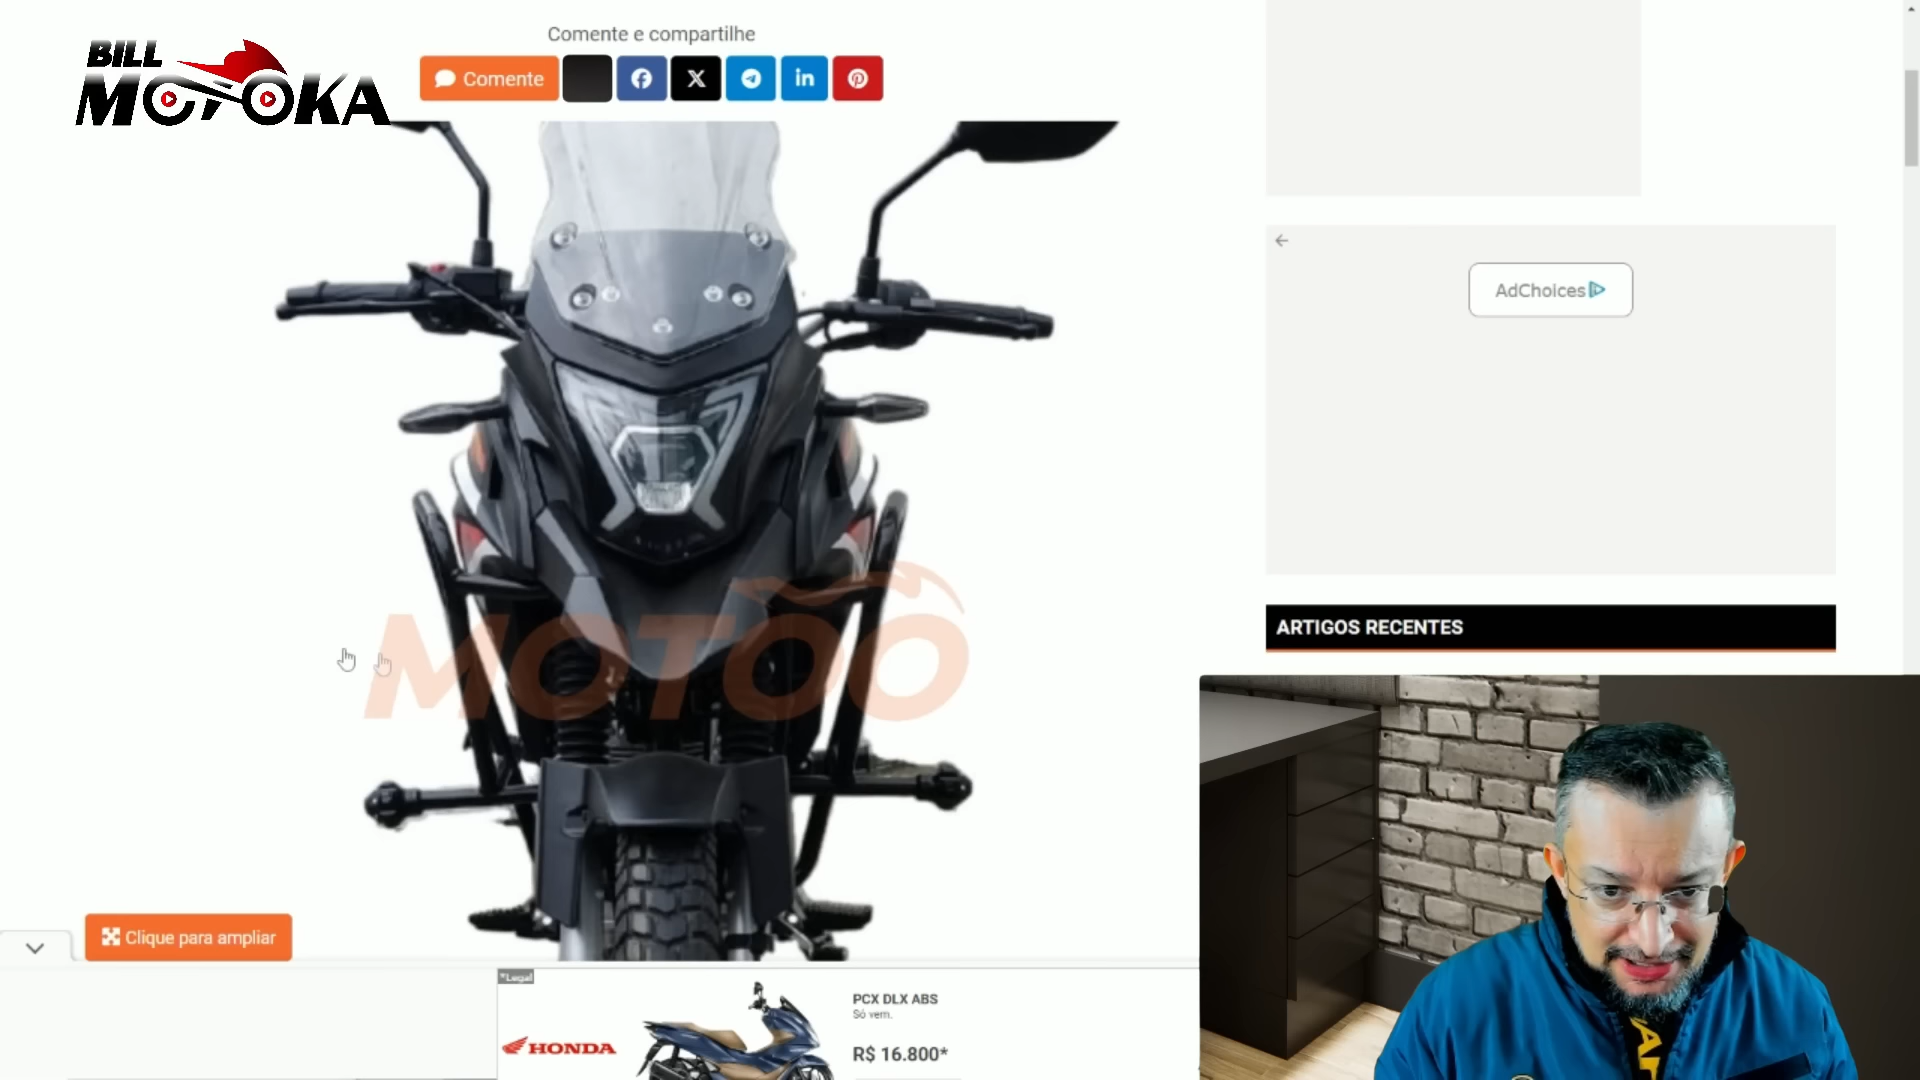 Comente e compartilhe
BILL
MOTOKA
Comente
AdChoices
MOTOO
ARTIGOS RECENTES
Clique para ampliar
*Legal
PCX DLX ABS
Só vem.
HONDA
R$ 16.800*